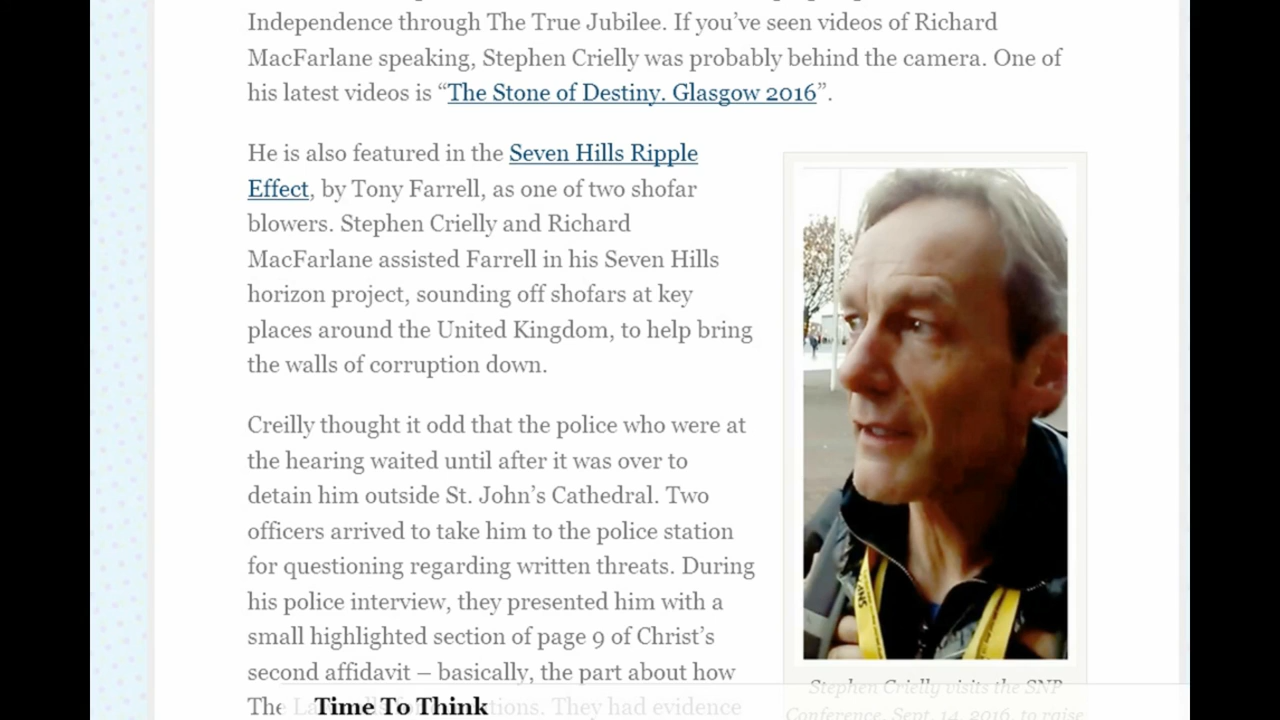 Independence through The True Jubilee. If you’ve seen videos of Richard
MacFarlane speaking, Stephen Crielly was probably behind the camera. One of
his latest videos is “The Stone of Destiny. Glasgow 2016”.
He is also featured in the Seven Hills Ripple
Effect, by Tony Farrell, as one of two shofar
blowers. Stephen Crielly and Richard
MacFarlane assisted Farrell in his Seven Hills
horizon project, sounding off shofars at key
places around the United Kingdom, to help bring
the walls of corruption down.
Creilly thought it odd that the police who were at
the hearing waited until after it was over to
detain him outside St. John’s Cathedral. Two
officers arrived to take him to the police station
for questioning regarding written threats. During
his police interview, they presented him with a
small highlighted section of page 9 of Christ’s
second affidavit – basically, the part about how
The
Time To Think
They had evidence
Stephen Crielly visits the SNP
Conference, Sept. 14, 2016, to raise